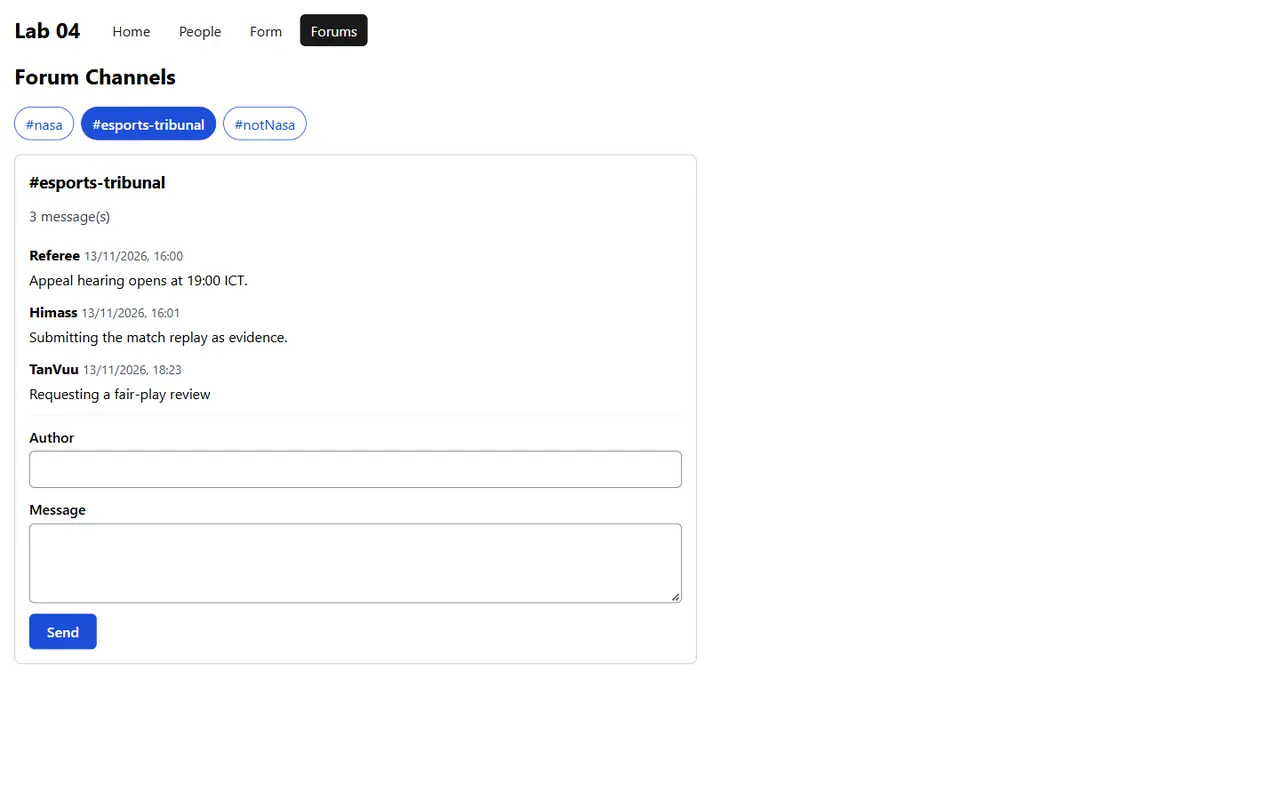 Lab 04 Home People Form Forums
Forum Channels
#nasa #esports-tribunal #notNasa
#esports-tribunal
3 message(s)
Referee 13/11/2026, 16:00
Appeal hearing opens at 19:00 ICT.
Himass 13/11/2026, 16:01
Submitting the match replay as evidence.
TanVuu 13/11/2026, 18:23
Requesting a fair-play review
Author
Message
Send